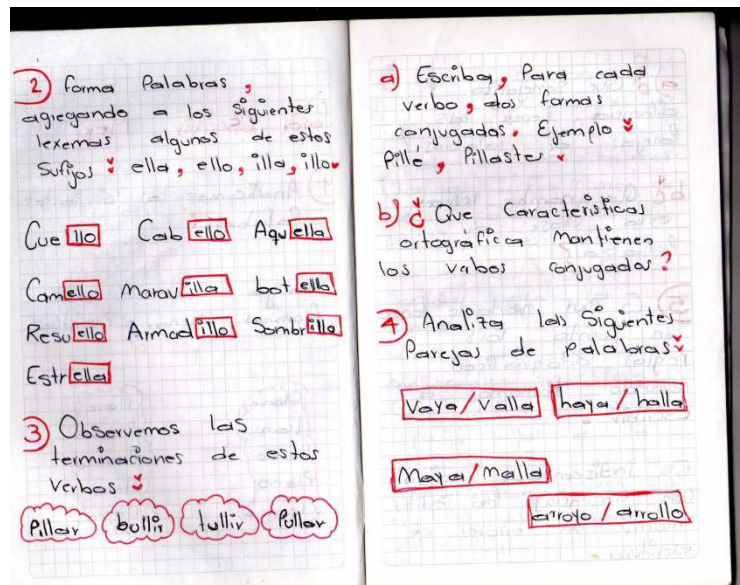 2) forma Palabras,
agregando a los siguientes
lexemas algunos de estos
Sufijos: ella, ello, illa, illo.
Cue llo Cab ello Aqu ella
Cam ello Marav illa bot ella
Resu ello Armad illo Sombr illa
Estr ella
3) Observemos las
terminaciones de estos
Verbos:
Pillar bullir tullir Pullar
a) Escriba, Para cada
verbo, dos formas
conjugados. Ejemplo:
Pillé, Pillaste.
b) ¿Que Caracteristicas
ortográfica Mantienen
los verbos conjugados?
4) Analiza las Siguientes
Parejas de palabras:
Vaya/Valla haya/halla
Maya/Malla
arroyo/arrollo